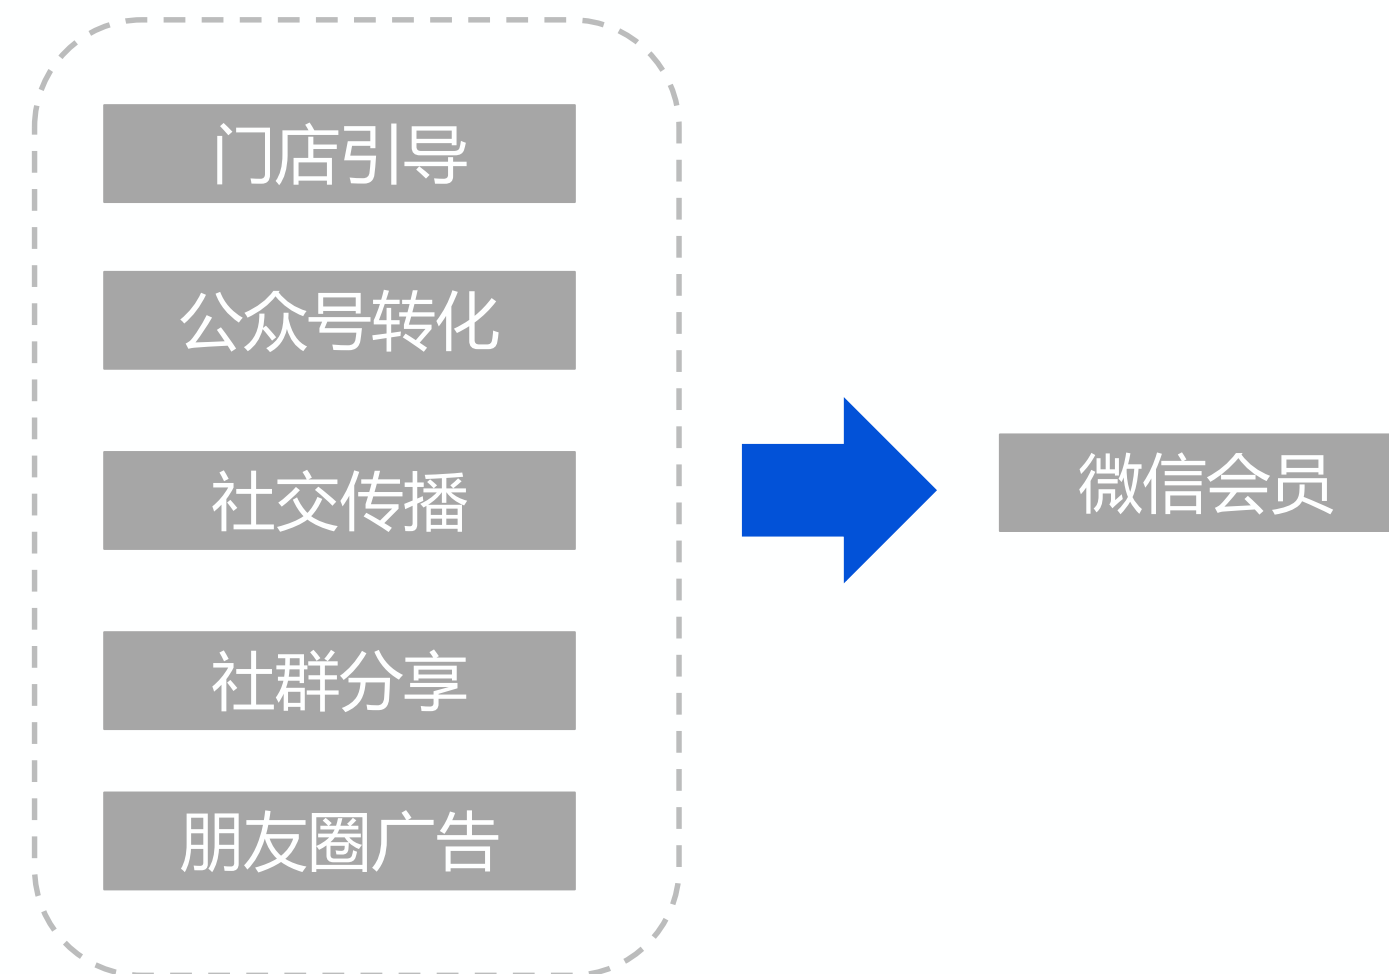 门店引导
公众号转化
社交传播
社群分享
朋友圈广告
微信会员